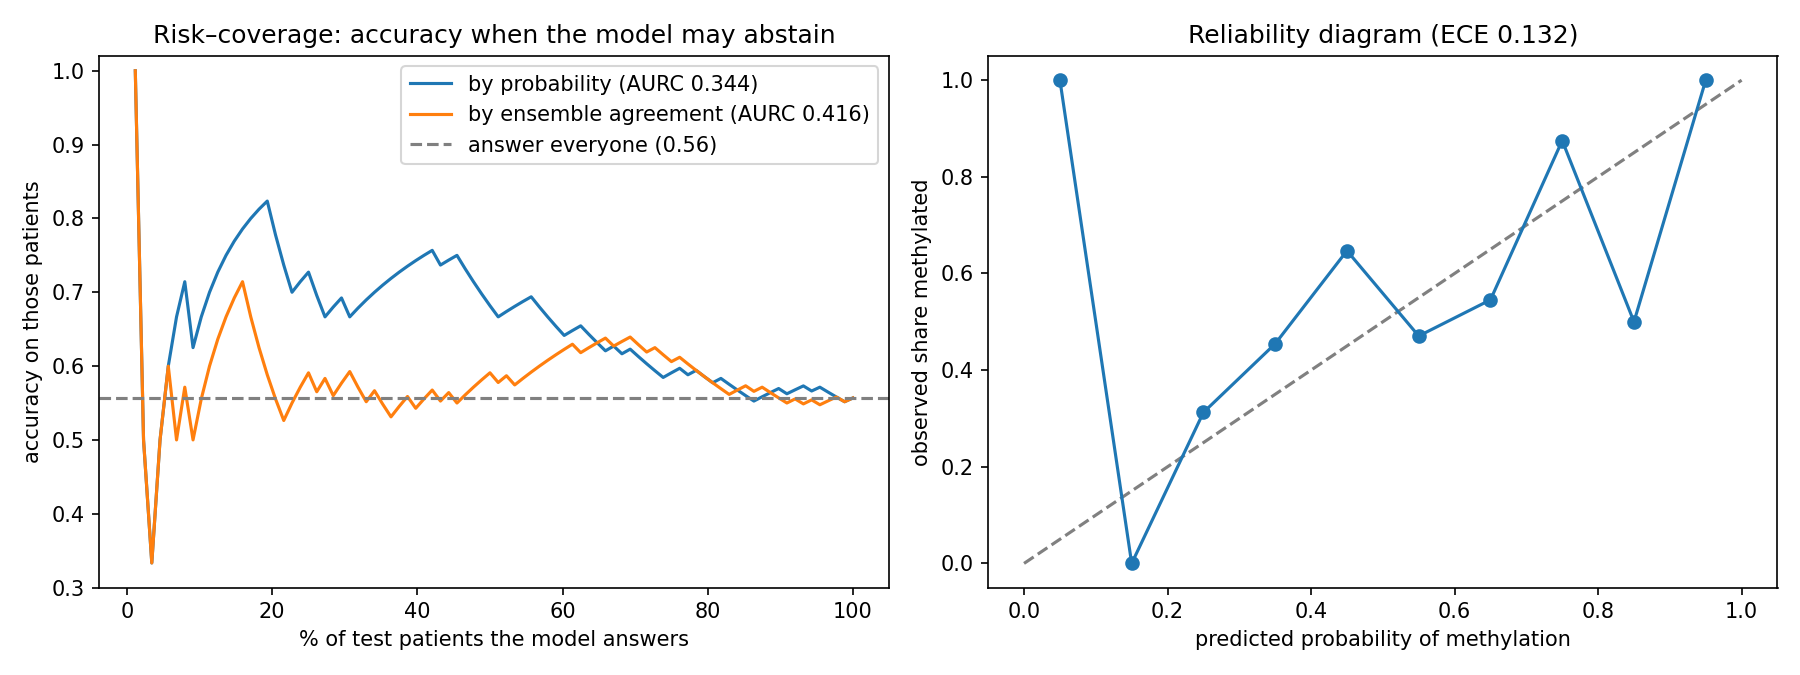 Risk–coverage: accuracy when the model may abstain
1.0
0.9
0.8
0.7
0.6
0.5
0.4
0.3
accuracy on those patients
by probability (AURC 0.344)
by ensemble agreement (AURC 0.416)
answer everyone (0.56)
0
20
40
60
80
100
% of test patients the model answers
Reliability diagram (ECE 0.132)
1.0
0.8
0.6
0.4
0.2
0.0
observed share methylated
0.0
0.2
0.4
0.6
0.8
1.0
predicted probability of methylation